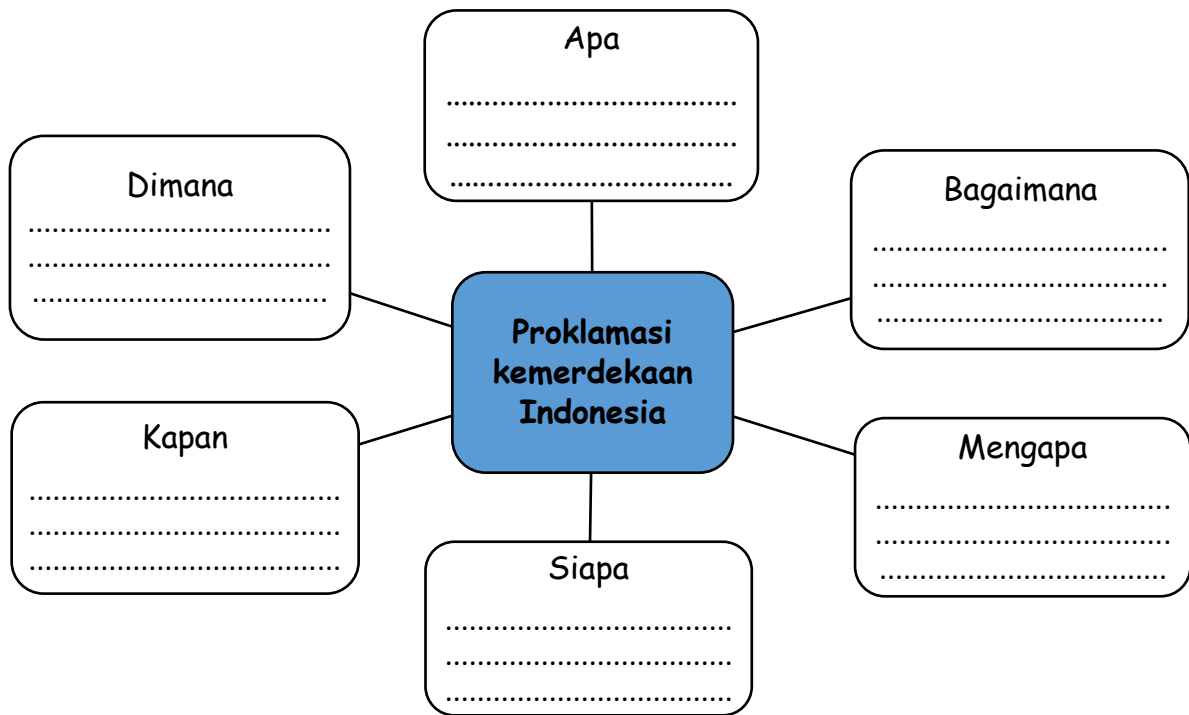 Apa
.......................................
.......................................
......................................
Dimana
......................................
......................................
.....................................
Bagaimana
.....................................
.....................................
....................................
Proklamasi
kemerdekaan
Indonesia
Kapan
.......................................
.......................................
.......................................
Mengapa
.....................................
.....................................
....................................
Siapa
....................................
....................................
....................................